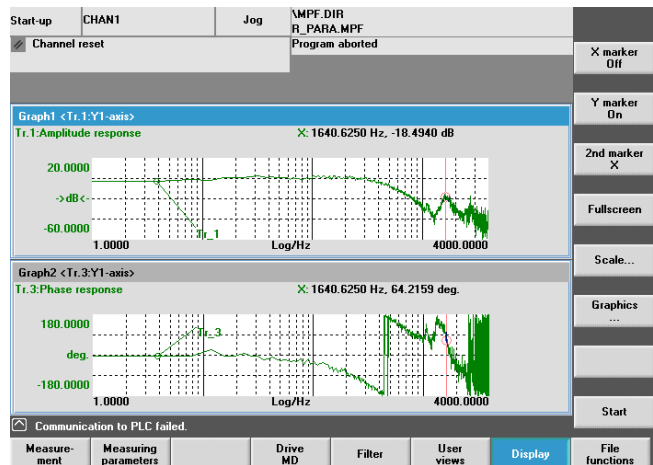 Start-up
CHAN1
Jog
\MPF.DIR
R_PARA.MPF
Channel reset
Program aborted
X marker
Off
Graph1 <Tr.1:Y1-axis>
Y marker
On
Tr.1:Amplitude response
X: 1640.6250 Hz, -18.4940 dB
20.0000
->dB<-
-60.0000
Tr_1
1.0000
Log/Hz
4000.0000
2nd marker
X
Fullscreen
Scale...
Graph2 <Tr.3:Y1-axis>
Tr.3:Phase response
X: 1640.6250 Hz, 64.2159 deg.
180.0000
Tr_3
deg.
-180.0000
1.0000
Log/Hz
4000.0000
Graphics
...
Start
Communication to PLC failed.
Measure-
ment
Measuring
parameters
Drive
MD
Filter
User
views
Display
File
functions